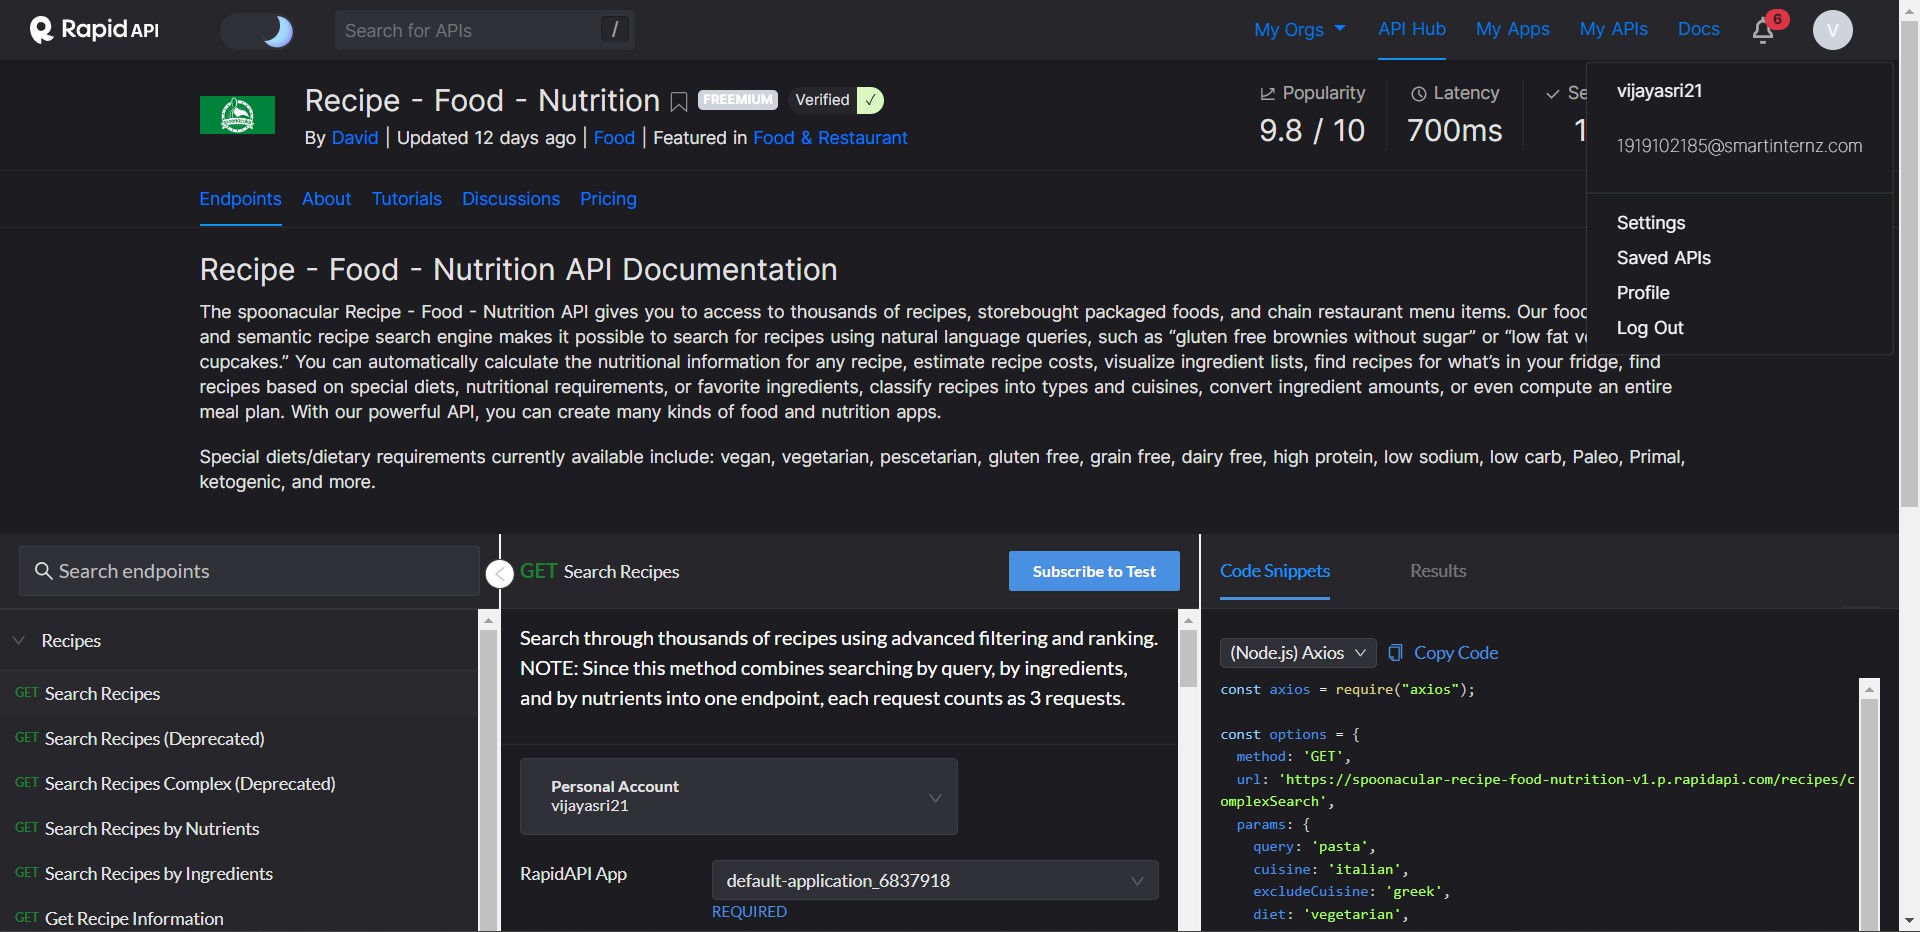 Rapid API
Search for APIs /
My Orgs API Hub My Apps My APIs Docs 6 V
vijayasri21
1919102185@smartinternz.com
Settings
Saved APIs
Profile
Log Out
Recipe - Food - Nutrition FREEMIUM Verified ✓
By David | Updated 12 days ago | Food | Featured in Food & Restaurant
Popularity Latency
9.8 / 10 700ms
Endpoints About Tutorials Discussions Pricing
Recipe - Food - Nutrition API Documentation
The spoonacular Recipe - Food - Nutrition API gives you to access to thousands of recipes, storebought packaged foods, and chain restaurant menu items. Our food
and semantic recipe search engine makes it possible to search for recipes using natural language queries, such as “gluten free brownies without sugar” or “low fat
cupcakes.” You can automatically calculate the nutritional information for any recipe, estimate recipe costs, visualize ingredient lists, find recipes for what’s in your fridge, find
recipes based on special diets, nutritional requirements, or favorite ingredients, classify recipes into types and cuisines, convert ingredient amounts, or even compute an entire
meal plan. With our powerful API, you can create many kinds of food and nutrition apps.
Special diets/dietary requirements currently available include: vegan, vegetarian, pescetarian, gluten free, grain free, dairy free, high protein, low sodium, low carb, Paleo, Primal,
ketogenic, and more.
Search endpoints
Recipes
GET Search Recipes
GET Search Recipes (Deprecated)
GET Search Recipes Complex (Deprecated)
GET Search Recipes by Nutrients
GET Search Recipes by Ingredients
GET Get Recipe Information
GET Search Recipes
Subscribe to Test
Search through thousands of recipes using advanced filtering and ranking.
NOTE: Since this method combines searching by query, by ingredients,
and by nutrients into one endpoint, each request counts as 3 requests.
Personal Account
vijayasri21
RapidAPI App
default-application_6837918
REQUIRED
Code Snippets Results
(Node.js) Axios Copy Code
const axios = require("axios");
const options = {
method: 'GET',
url: 'https://spoonacular-recipe-food-nutrition-v1.p.rapidapi.com/recipes/c
omplexSearch',
params: {
query: 'pasta',
cuisine: 'italian',
excludeCuisine: 'greek',
diet: 'vegetarian',